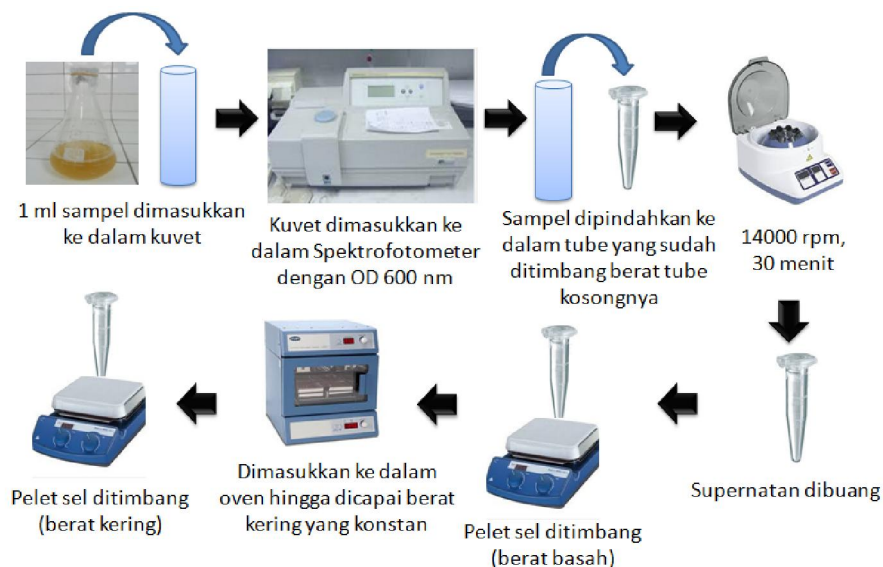 1 ml sampel dimasukkan
ke dalam kuvet
Kuvet dimasukkan ke
dalam Spektrofotometer
dengan OD 600 nm
Sampel dipindahkan ke
dalam tube yang sudah
ditimbang berat tube
kosongnya
14000 rpm,
30 menit
Supernatan dibuang
Pelet sel ditimbang
(berat basah)
Dimasukkan ke dalam
oven hingga dicapai berat
kering yang konstan
Pelet sel ditimbang
(berat kering)